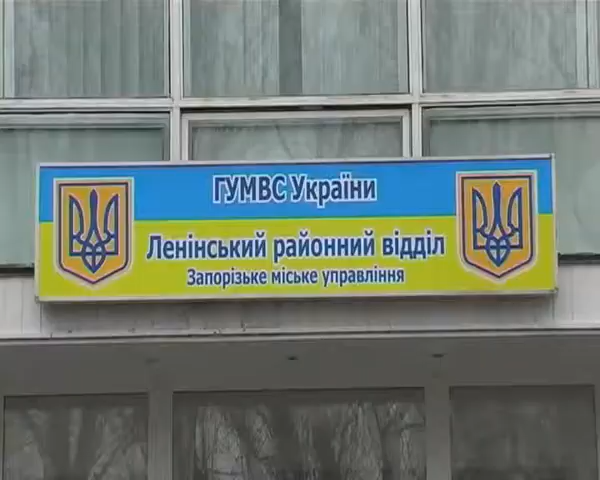 ГУМВС України
Ленінський районний відділ
Запорізьке міське управління